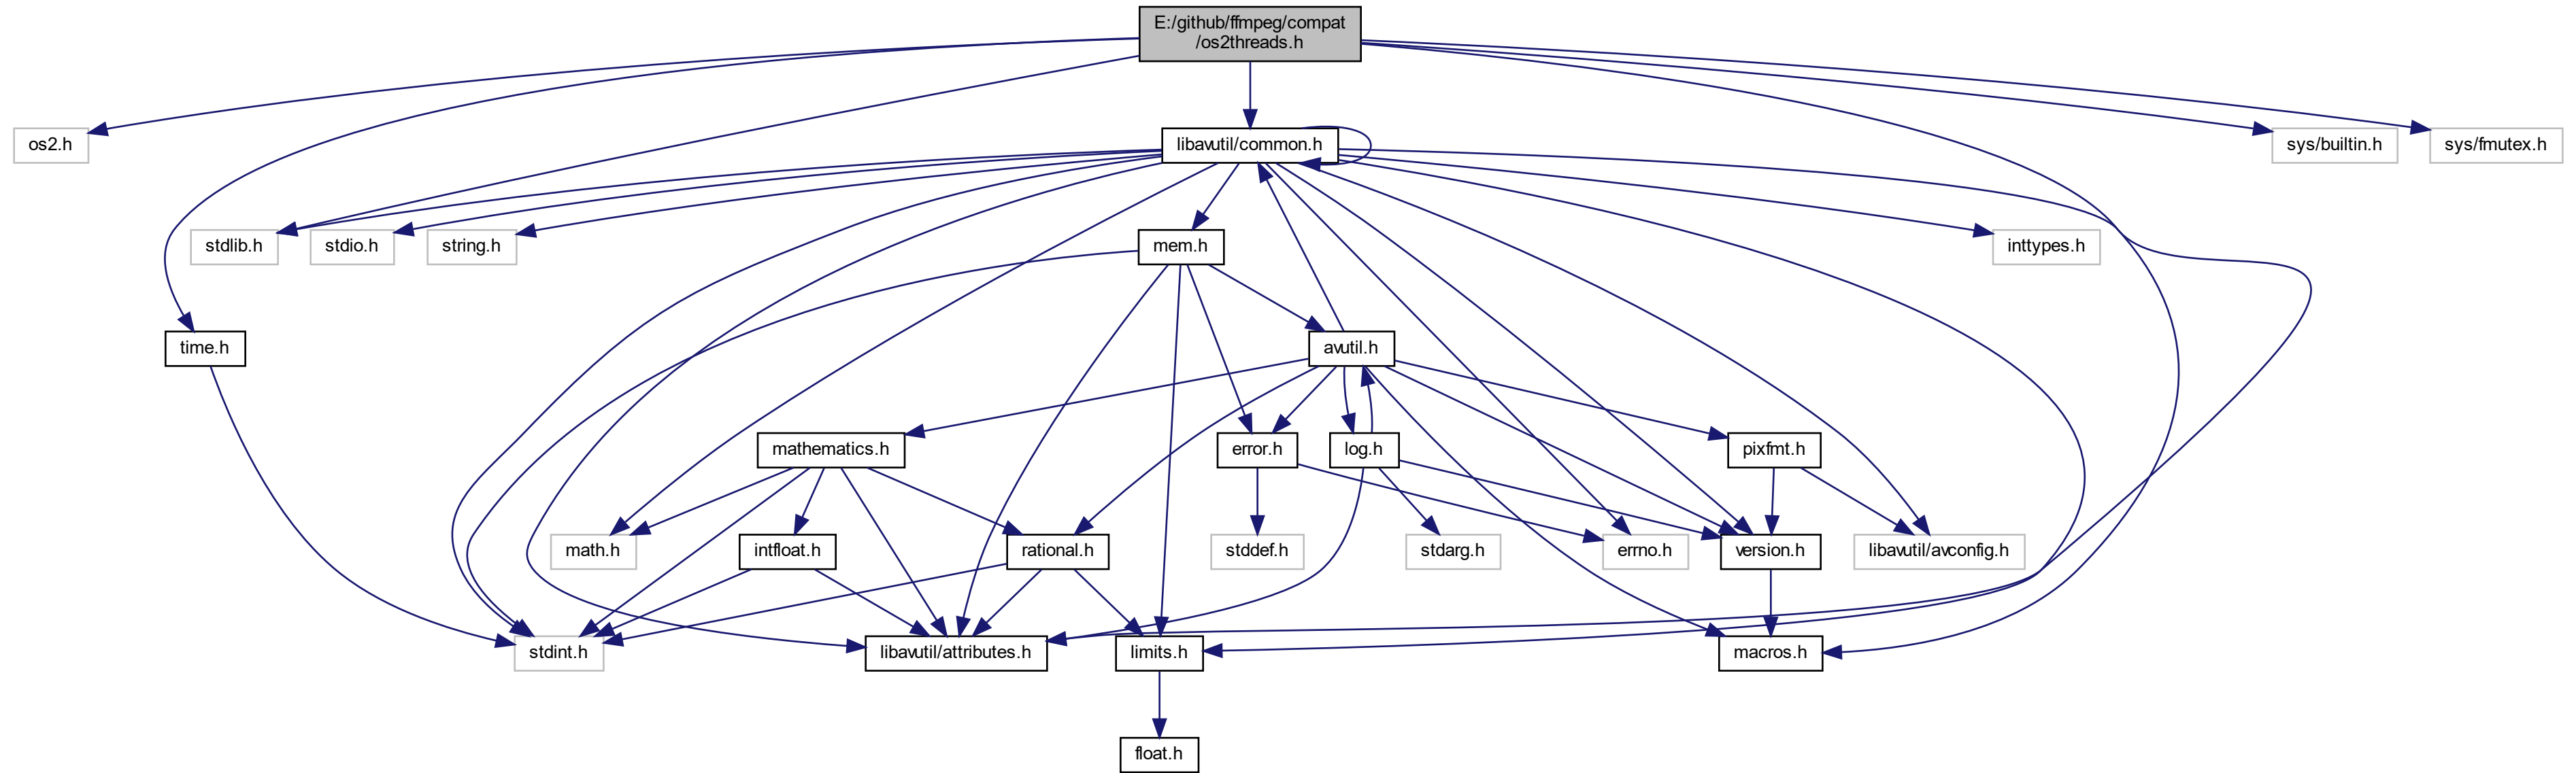 E:/github/ffmpeg/compat
/os2threads.h
os2.h
libavutil/common.h
sys/builtin.h
sys/fmutex.h
stdlib.h
stdio.h
string.h
mem.h
inttypes.h
time.h
avutil.h
mathematics.h
error.h
log.h
pixfmt.h
math.h
intfloat.h
rational.h
stddef.h
stdarg.h
errno.h
version.h
libavutil/avconfig.h
stdint.h
libavutil/attributes.h
limits.h
macros.h
float.h